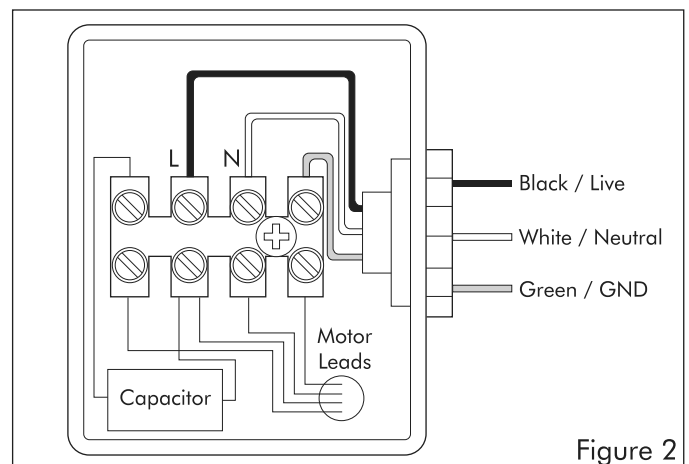 L N
Black / Live
White / Neutral
Green / GND
Motor
Leads
Capacitor
Figure 2